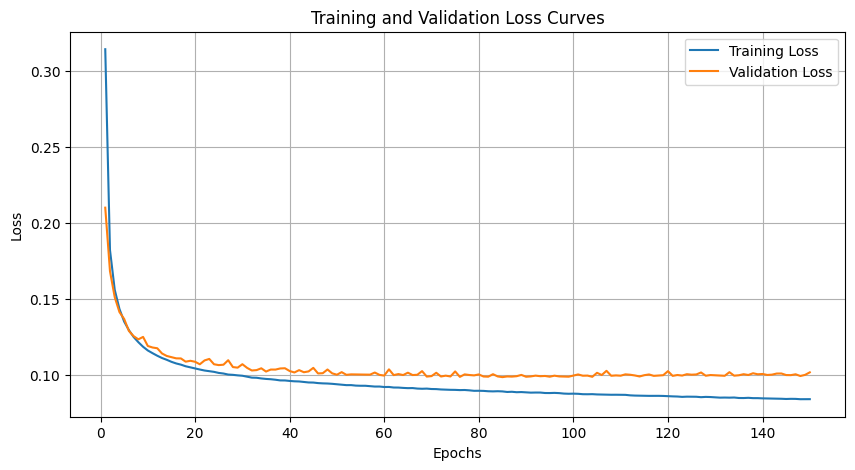 Training and Validation Loss Curves
Training Loss
Validation Loss
Loss
0.30
0.25
0.20
0.15
0.10
0 20 40 60 80 100 120 140
Epochs